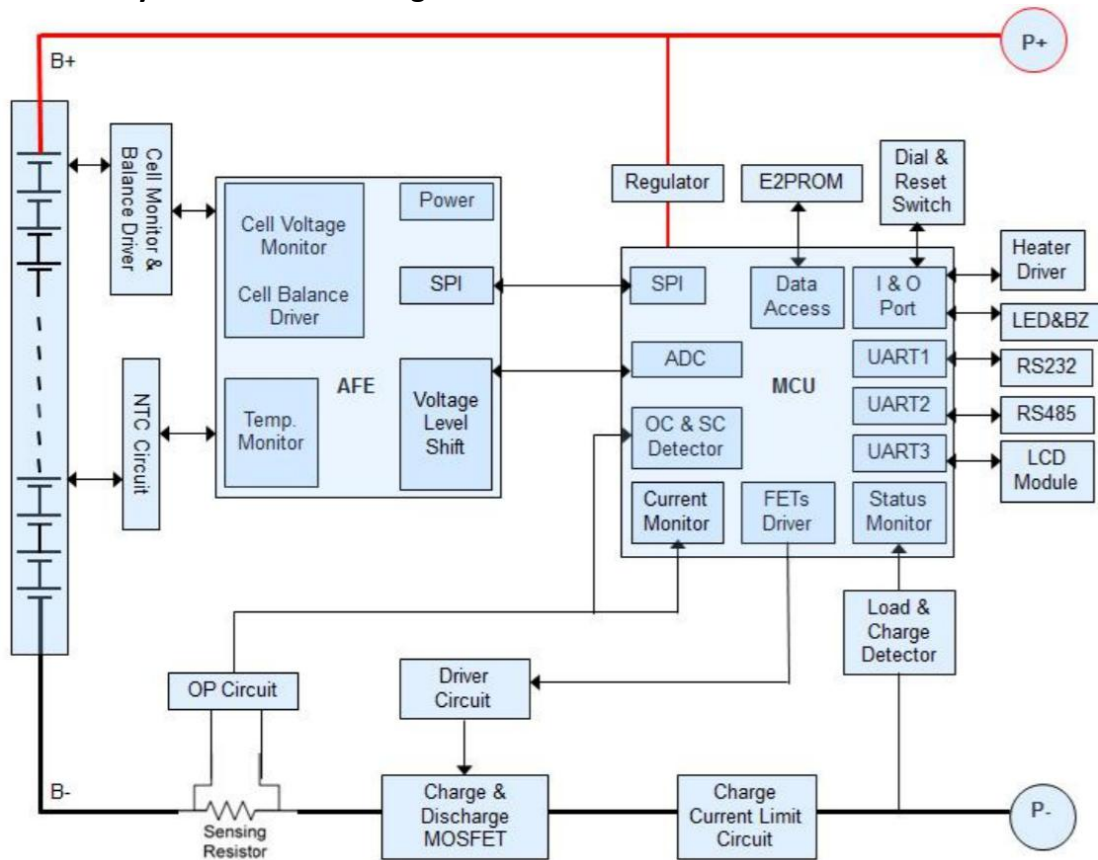 B+
P+
Cell Monitor &
Balance Driver
Cell Voltage
Monitor
Cell Balance
Driver
Power
SPI
AFE
Temp.
Monitor
Voltage
Level
Shift
NTC Circuit
Regulator
E2PROM
Dial &
Reset
Switch
SPI
Data
Access
I & O
Port
Heater
Driver
LED&BZ
ADC
MCU
UART1
RS232
OC & SC
Detector
UART2
RS485
UART3
LCD
Module
Current
Monitor
FETs
Driver
Status
Monitor
Load &
Charge
Detector
OP Circuit
Driver
Circuit
B-
Sensing
Resistor
Charge &
Discharge
MOSFET
Charge
Current Limit
Circuit
P-